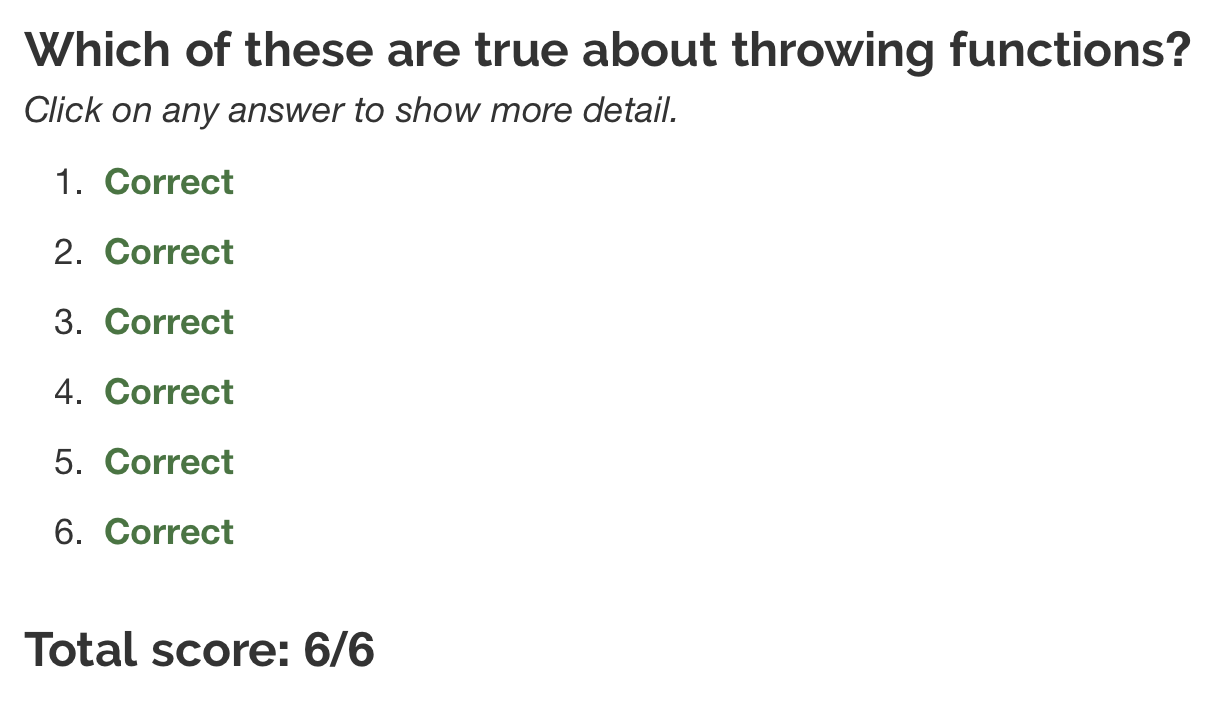 Which of these are true about throwing functions?
Click on any answer to show more detail.
1. Correct
2. Correct
3. Correct
4. Correct
5. Correct
6. Correct
Total score: 6/6